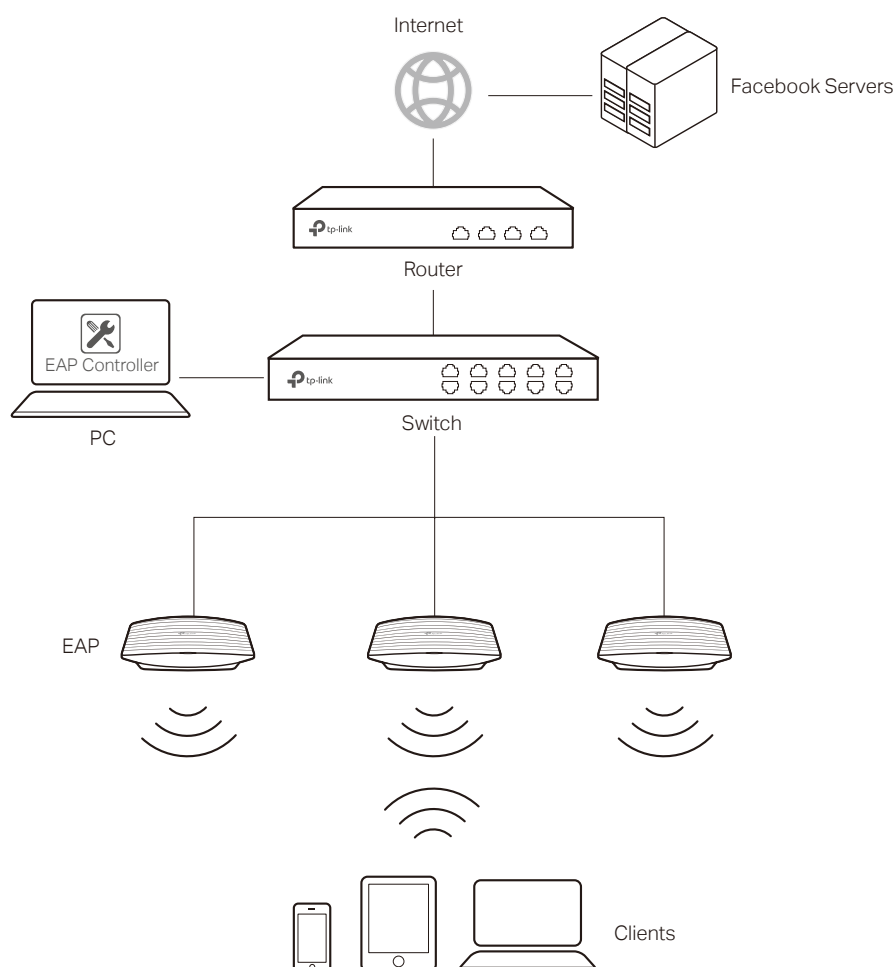 Internet
Facebook Servers
tp-link
Router
EAP Controller
tp-link
PC
Switch
EAP
Clients